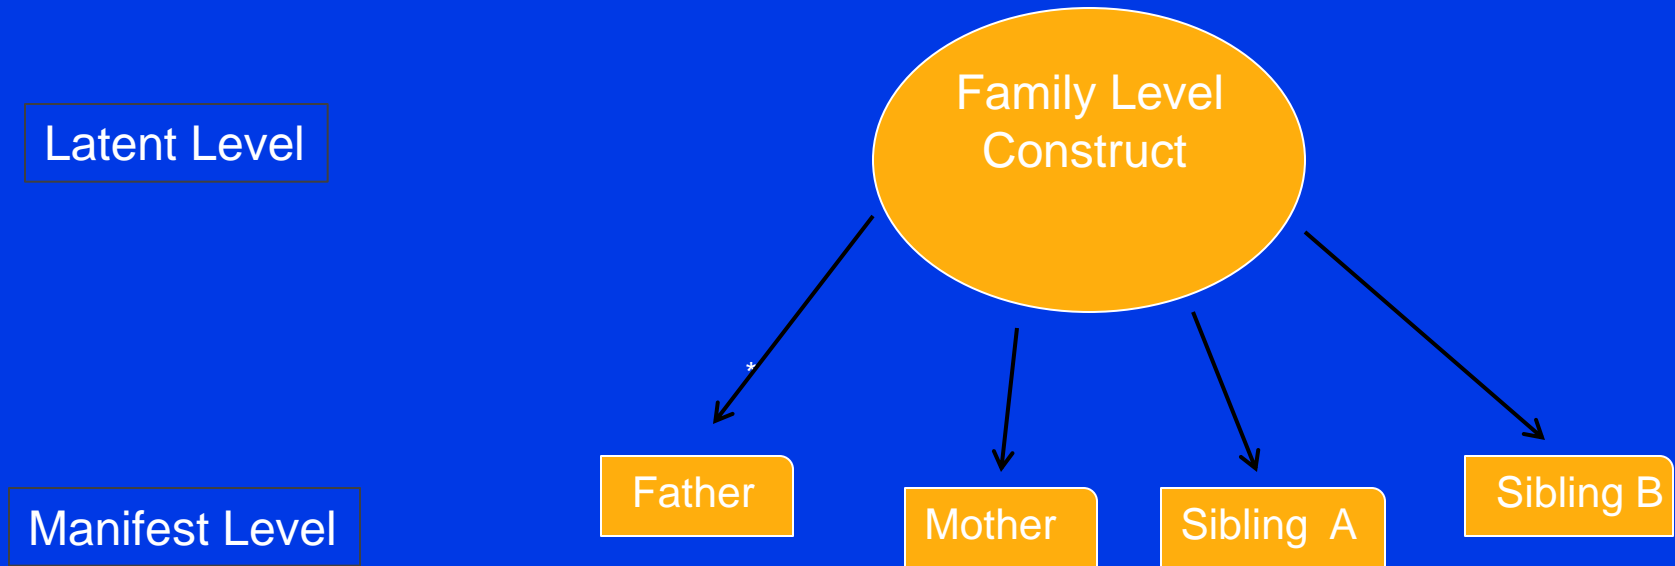 Family Level
Construct
Latent Level
*
Father
Sibling B
Mother
Sibling A
Manifest Level